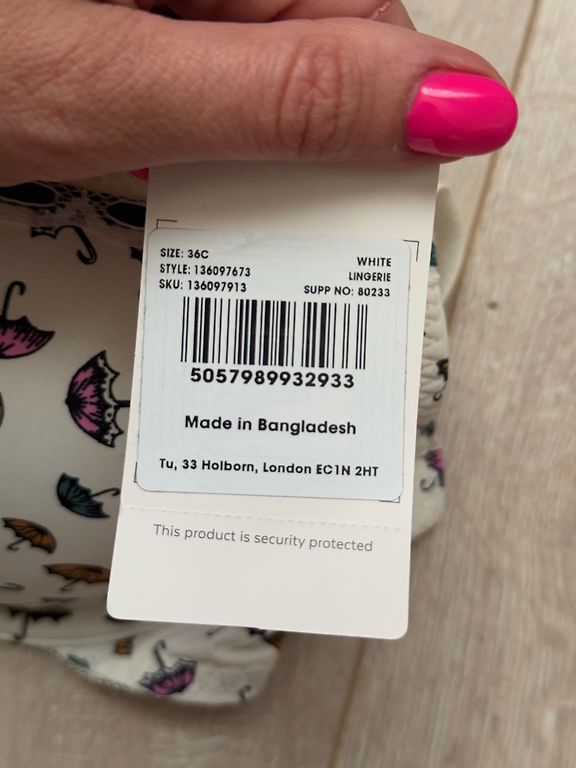 SIZE: 36C
WHITE
STYLE: 136097673
LINGERIE
SKU: 136097913
SUPP NO: 80233
5057989932933
Made in Bangladesh
Tu, 33 Holborn, London EC1N 2HT
This product is security protected